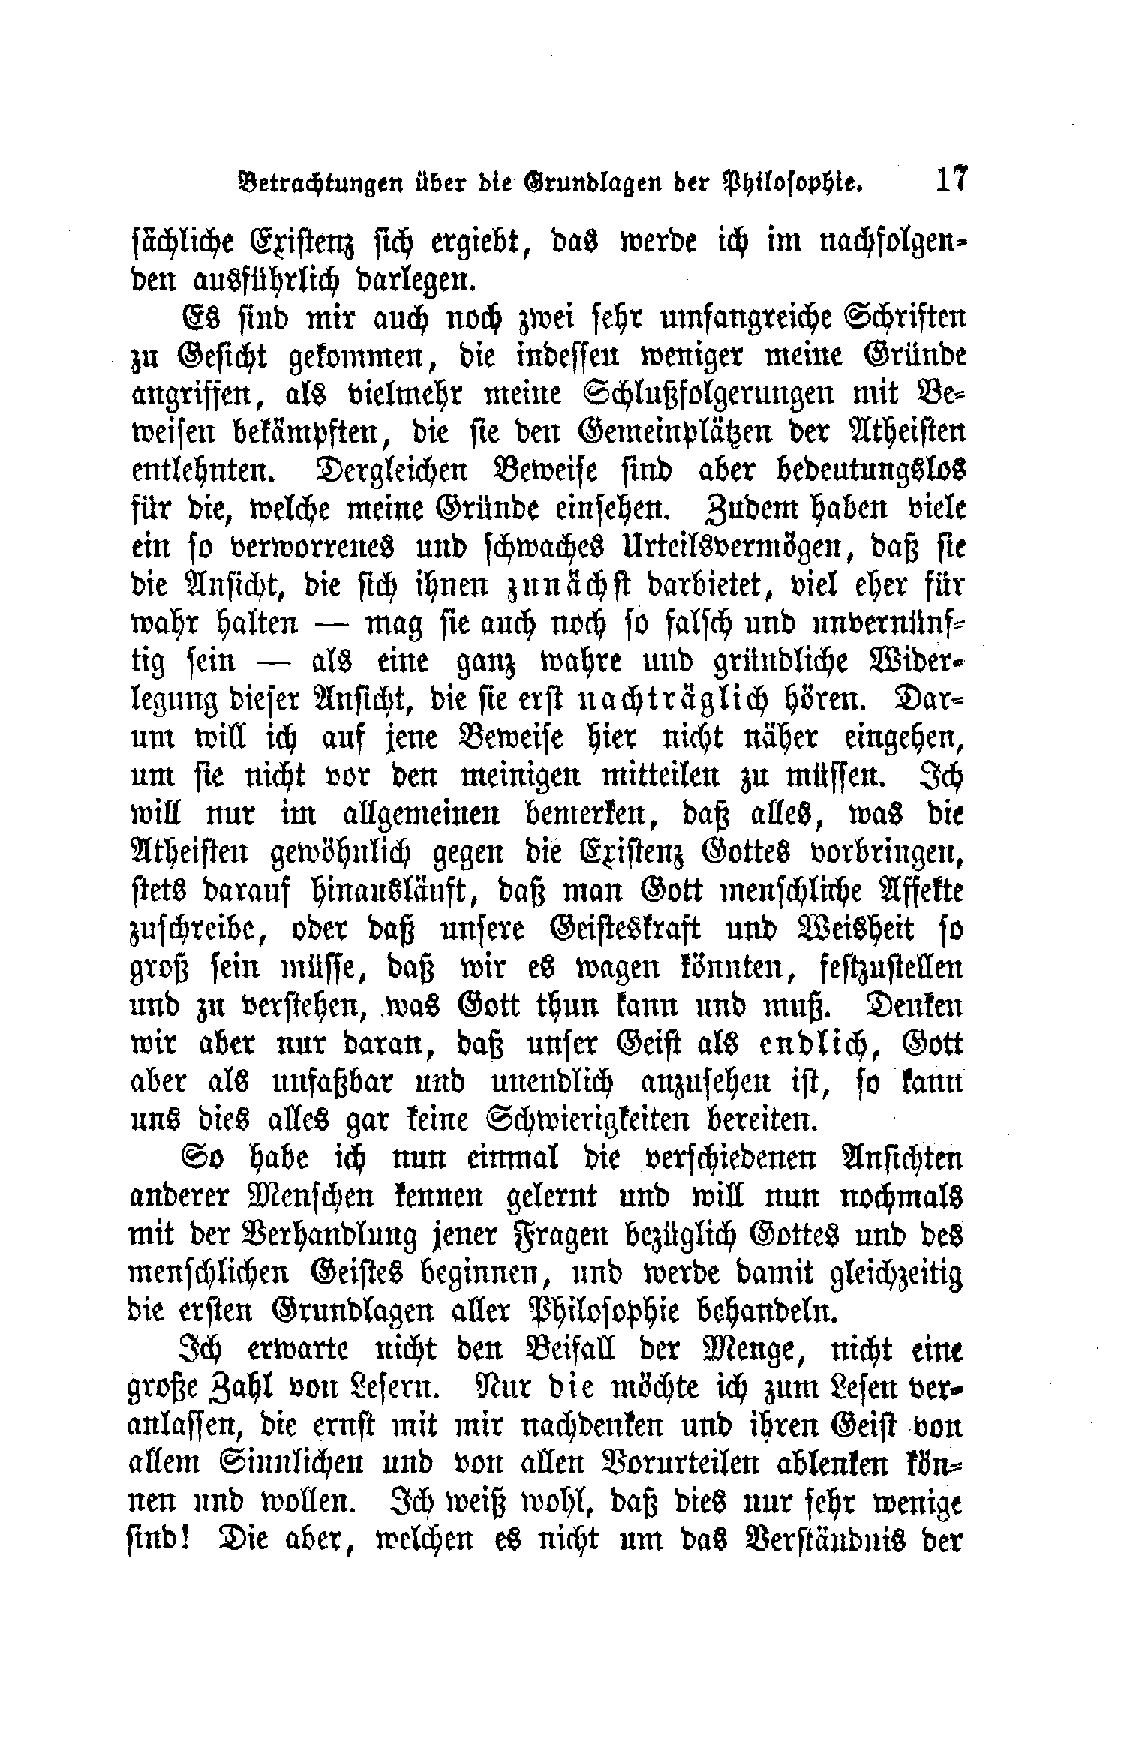 Betrachtungen über die Grundlagen der Philosophie. 17
sächliche Existenz sich ergiebt, das werde ich im nachfolgen-
den ausführlich darlegen.
Es sind mir auch noch zwei sehr umfangreiche Schriften
zu Gesicht gekommen, die indessen weniger meine Gründe
angriffen, als vielmehr meine Schlußfolgerungen mit Be-
weisen bekämpften, die sie den Gemeinplätzen der Atheisten
entlehnten. Dergleichen Beweise sind aber bedeutungslos
für die, welche meine Gründe einsehen. Zudem haben viele
ein so verworrenes und schwaches Urteilsvermögen, daß sie
die Ansicht, die sich ihnen zunächst darbietet, viel eher für
wahr halten — mag sie auch noch so falsch und unvernünf-
tig sein — als eine ganz wahre und gründliche Wider-
legung dieser Ansicht, die sie erst nachträglich hören. Dar-
um will ich auf jene Beweise hier nicht näher eingehen,
um sie nicht vor den meinigen mitteilen zu müssen. Ich
will nur im allgemeinen bemerken, daß alles, was die
Atheisten gewöhnlich gegen die Existenz Gottes vorbringen,
stets darauf hinausläuft, daß man Gott menschliche Affekte
zuschreibe, oder daß unsere Geisteskraft und Weisheit so
groß sein müsse, daß wir es wagen könnten, festzustellen
und zu verstehen, was Gott thun kann und muß. Denken
wir aber nur daran, daß unser Geist als endlich, Gott
aber als unfaßbar und unendlich anzusehen ist, so kann
uns dies alles gar keine Schwierigkeiten bereiten.
So habe ich nun einmal die verschiedenen Ansichten
anderer Menschen kennen gelernt und will nun nochmals
mit der Verhandlung jener Fragen bezüglich Gottes und des
menschlichen Geistes beginnen, und werde damit gleichzeitig
die ersten Grundlagen aller Philosophie behandeln.
Ich erwarte nicht den Beifall der Menge, nicht eine
große Zahl von Lesern. Nur die möchte ich zum Lesen ver-
anlassen, die ernst mit mir nachdenken und ihren Geist von
allem Sinnlichen und von allen Vorurteilen ablenken kön-
nen und wollen. Ich weiß wohl, daß dies nur sehr wenige
sind! Die aber, welchen es nicht um das Verständnis der